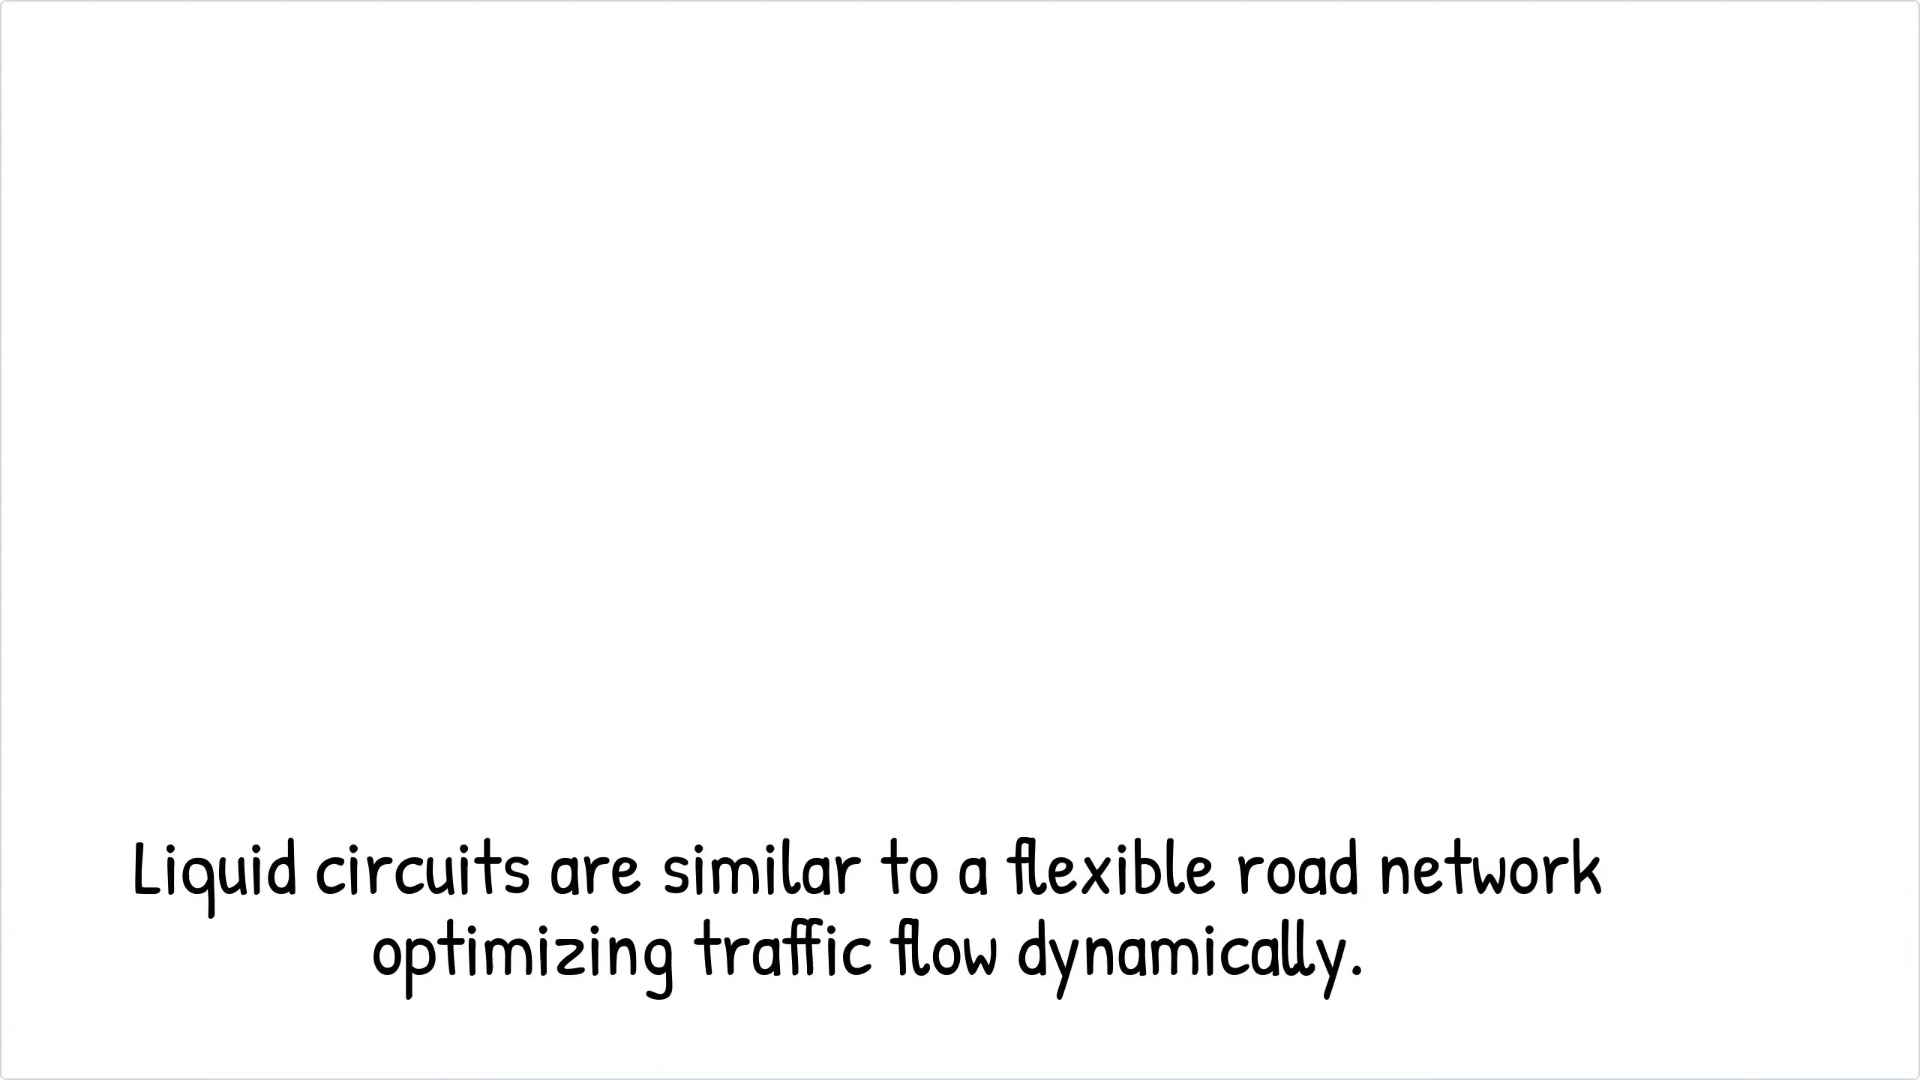 Liquid circuits are similar to a flexible road network
optimizing traffic flow dynamically.